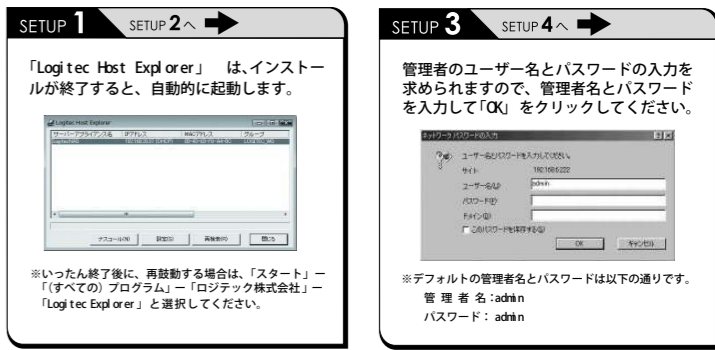 SETUP 1 SETUP 2へ
「Logitec Host Explorer」 は、インストー
ルが終了すると、自動的に起動します。
Logitec Host Explorer
サーバーアプライアンス名 IPアドレス MACアドレス グループ
設定(S) 再検索(R) 閉じる
※いったん終了後に、再鼓動する場合は、「スタート」ー
「(すべての) プログラム」ー「ロジテック株式会社」ー
「Logitec Explorer」と選択してください。
SETUP 3 SETUP 4へ
管理者のユーザー名とパスワードの入力を
求められますので、管理者名とパスワード
を入力して「OK」をクリックしてください。
ネットワーク パスワードの入力
ユーザー名とパスワードを入力してください。
サイト:
ユーザー名(U) admin
パスワード(P)
ドメイン(D)
このパスワードを保存する(S)
OK キャンセル
※デフォルトの管理者名とパスワードは以下の通りです。
管 理 者 名:admin
パスワード: admin